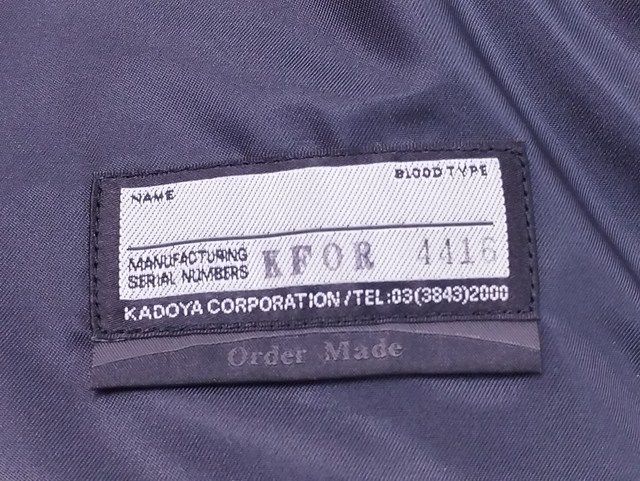 NAME BLOOD TYPE
MANUFACTURING
SERIAL NUMBERS KFOR 4416
KADOYA CORPORATION/TEL:03(3843)2000
Order Made